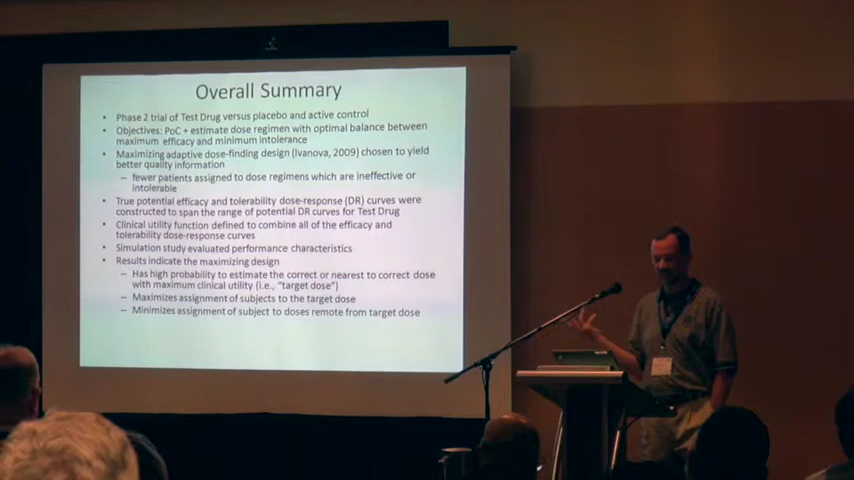 Overall Summary
• Phase 2 trial of Test Drug versus placebo and active control
• Objectives: PoC + estimate dose regimen with optimal balance between
maximum efficacy and minimum intolerance
• Maximizing adaptive dose-finding design (Ivanova, 2009) chosen to yield
better quality information
– fewer patients assigned to dose regimens which are ineffective or
intolerable
• True potential efficacy and tolerability dose-response (DR) curves were
constructed to span the range of potential DR curves for Test Drug
• Clinical utility function defined to combine all of the efficacy and
tolerability dose-response curves
• Simulation study evaluated performance characteristics
• Results indicate the maximizing design
– Has high probability to estimate the correct or nearest to correct dose
with maximum clinical utility (i.e., "target dose")
– Maximizes assignment of subjects to the target dose
– Minimizes assignment of subject to doses remote from target dose